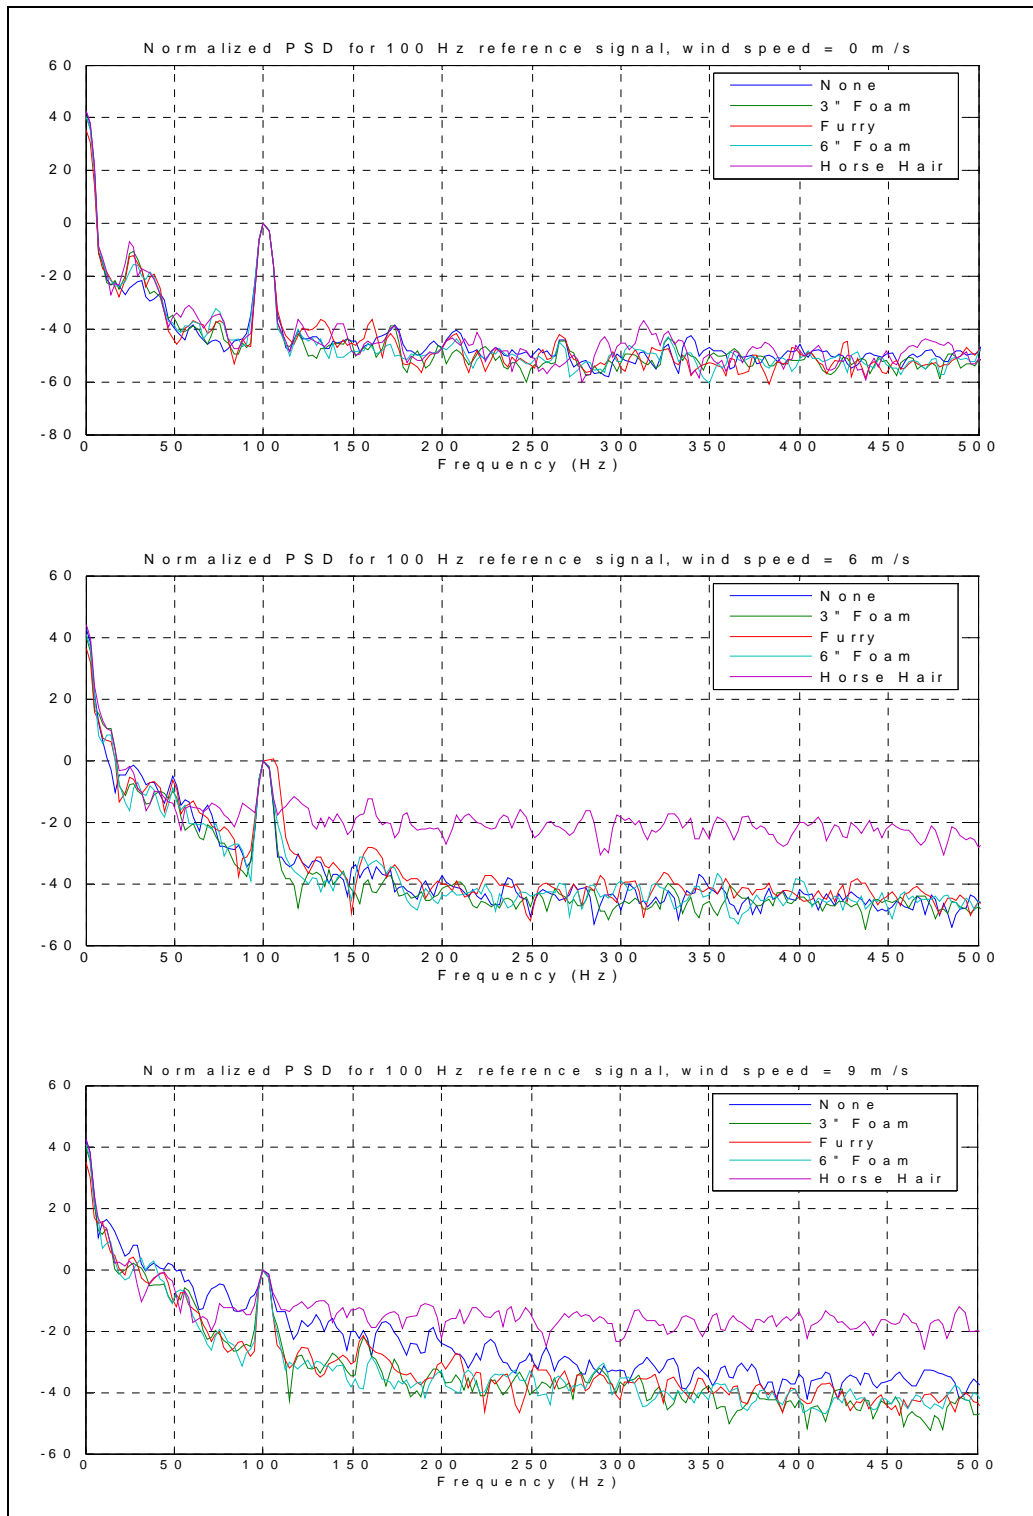 Normalized PSD for 100 Hz reference signal, wind speed = 0 m/s
60
40
20
0
-20
-40
-60
-80
None
3" Foam
Furry
6" Foam
Horse Hair
0 50 100 150 200 250 300 350 400 450 500
Frequency (Hz)
Normalized PSD for 100 Hz reference signal, wind speed = 6 m/s
60
40
20
0
-20
-40
-60
None
3" Foam
Furry
6" Foam
Horse Hair
0 50 100 150 200 250 300 350 400 450 500
Frequency (Hz)
Normalized PSD for 100 Hz reference signal, wind speed = 9 m/s
60
40
20
0
-20
-40
-60
None
3" Foam
Furry
6" Foam
Horse Hair
0 50 100 150 200 250 300 350 400 450 500
Frequency (Hz)